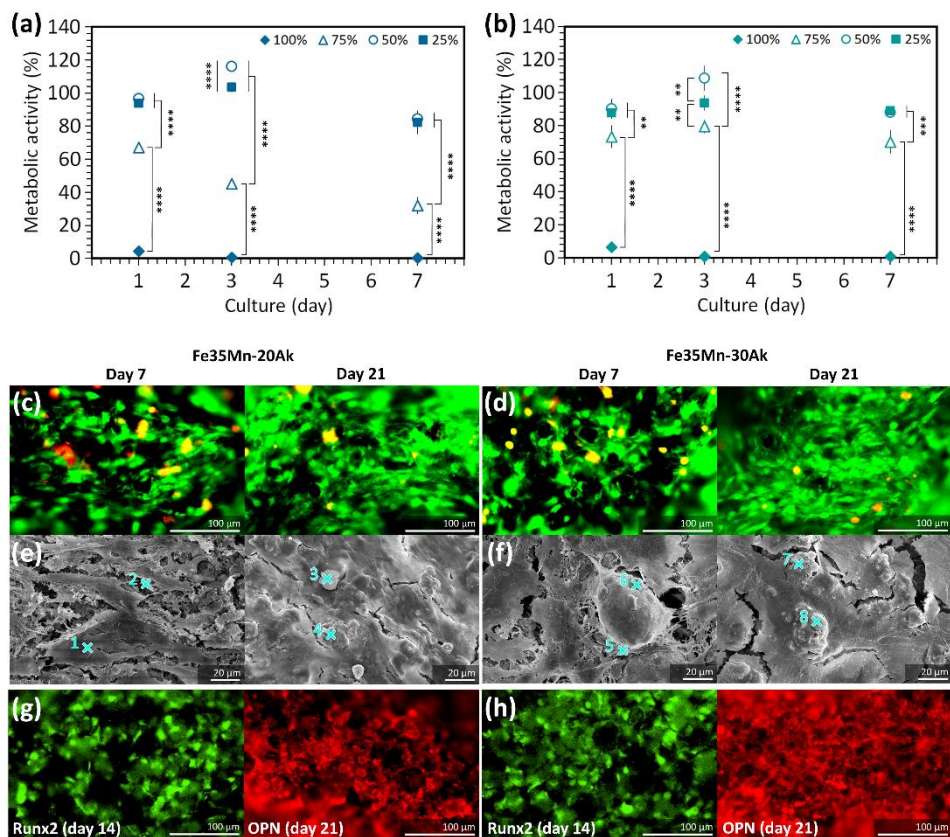 (a)
(b)
140
120
100
80
60
40
20
0
Metabolic activity (%)
100% 75% 50% 25%
**** **** **** **** **** **** ****
1 2 3 4 5 6 7
Culture (day)
140
120
100
80
60
40
20
0
Metabolic activity (%)
100% 75% 50% 25%
** **** ** ** **** **** *** ****
1 2 3 4 5 6 7
Culture (day)
Fe35Mn-20Ak
Fe35Mn-30Ak
Day 7 Day 21
Day 7 Day 21
(c)
100 µm
100 µm
(d)
100 µm
100 µm
(e)
2
1
20 µm
3
4
20 µm
(f)
6
5
20 µm
7
8
20 µm
(g)
Runx2 (day 14) 100 µm
OPN (day 21) 100 µm
(h)
Runx2 (day 14) 100 µm
OPN (day 21) 100 µm